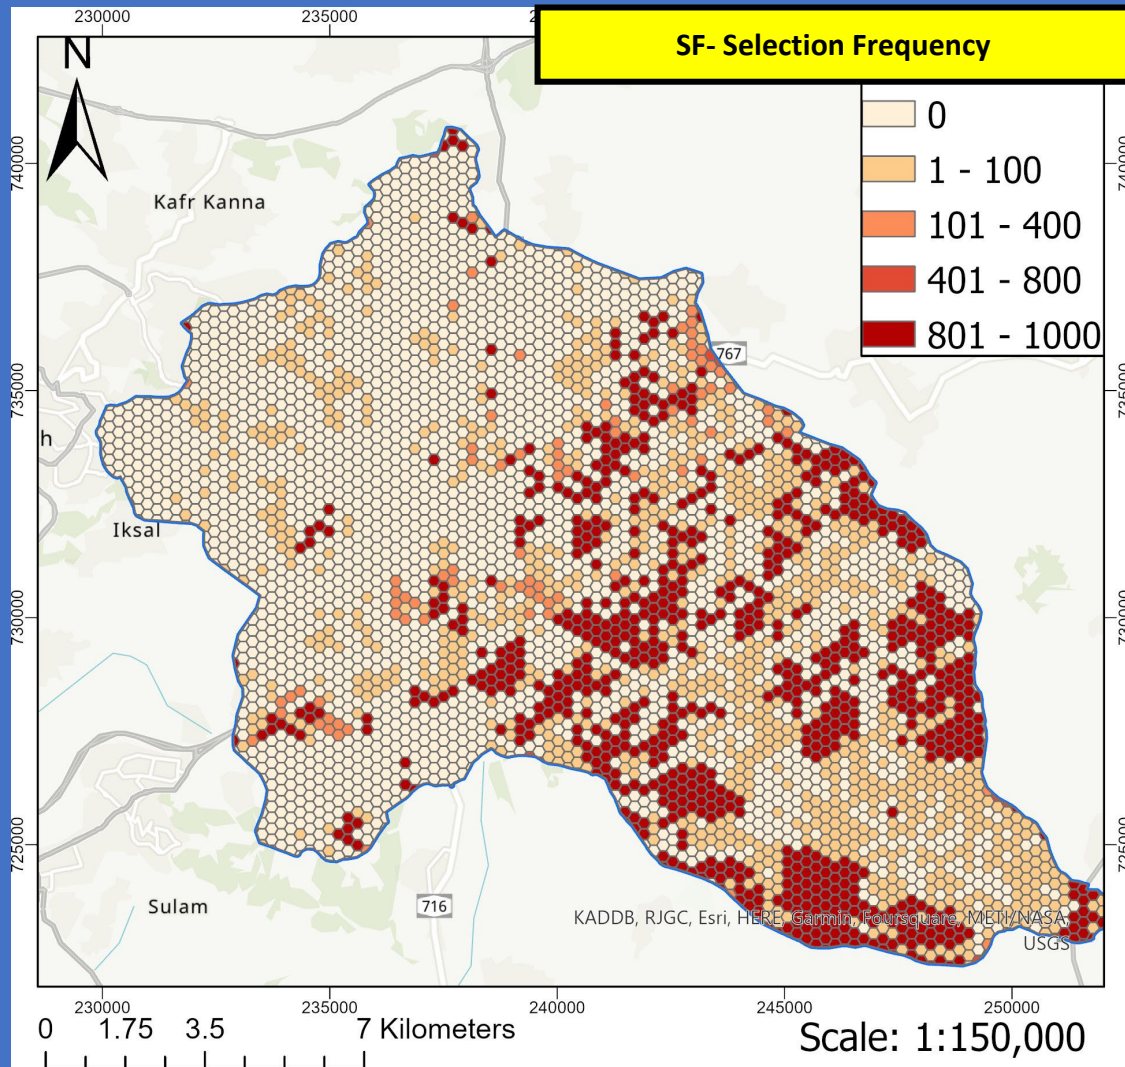 230000
235000
SF- Selection Frequency
N
0
1 - 100
101 - 400
401 - 800
801 - 1000
740000
740000
Kafr Kanna
767
735000
735000
h
Iksal
730000
730000
725000
725000
Sulam
716
KADDB, RJGC, Esri, HERE, Garmin, Foursquare, METI/NASA,
USGS
230000
235000
240000
245000
250000
0 1.75 3.5 7 Kilometers
Scale: 1:150,000